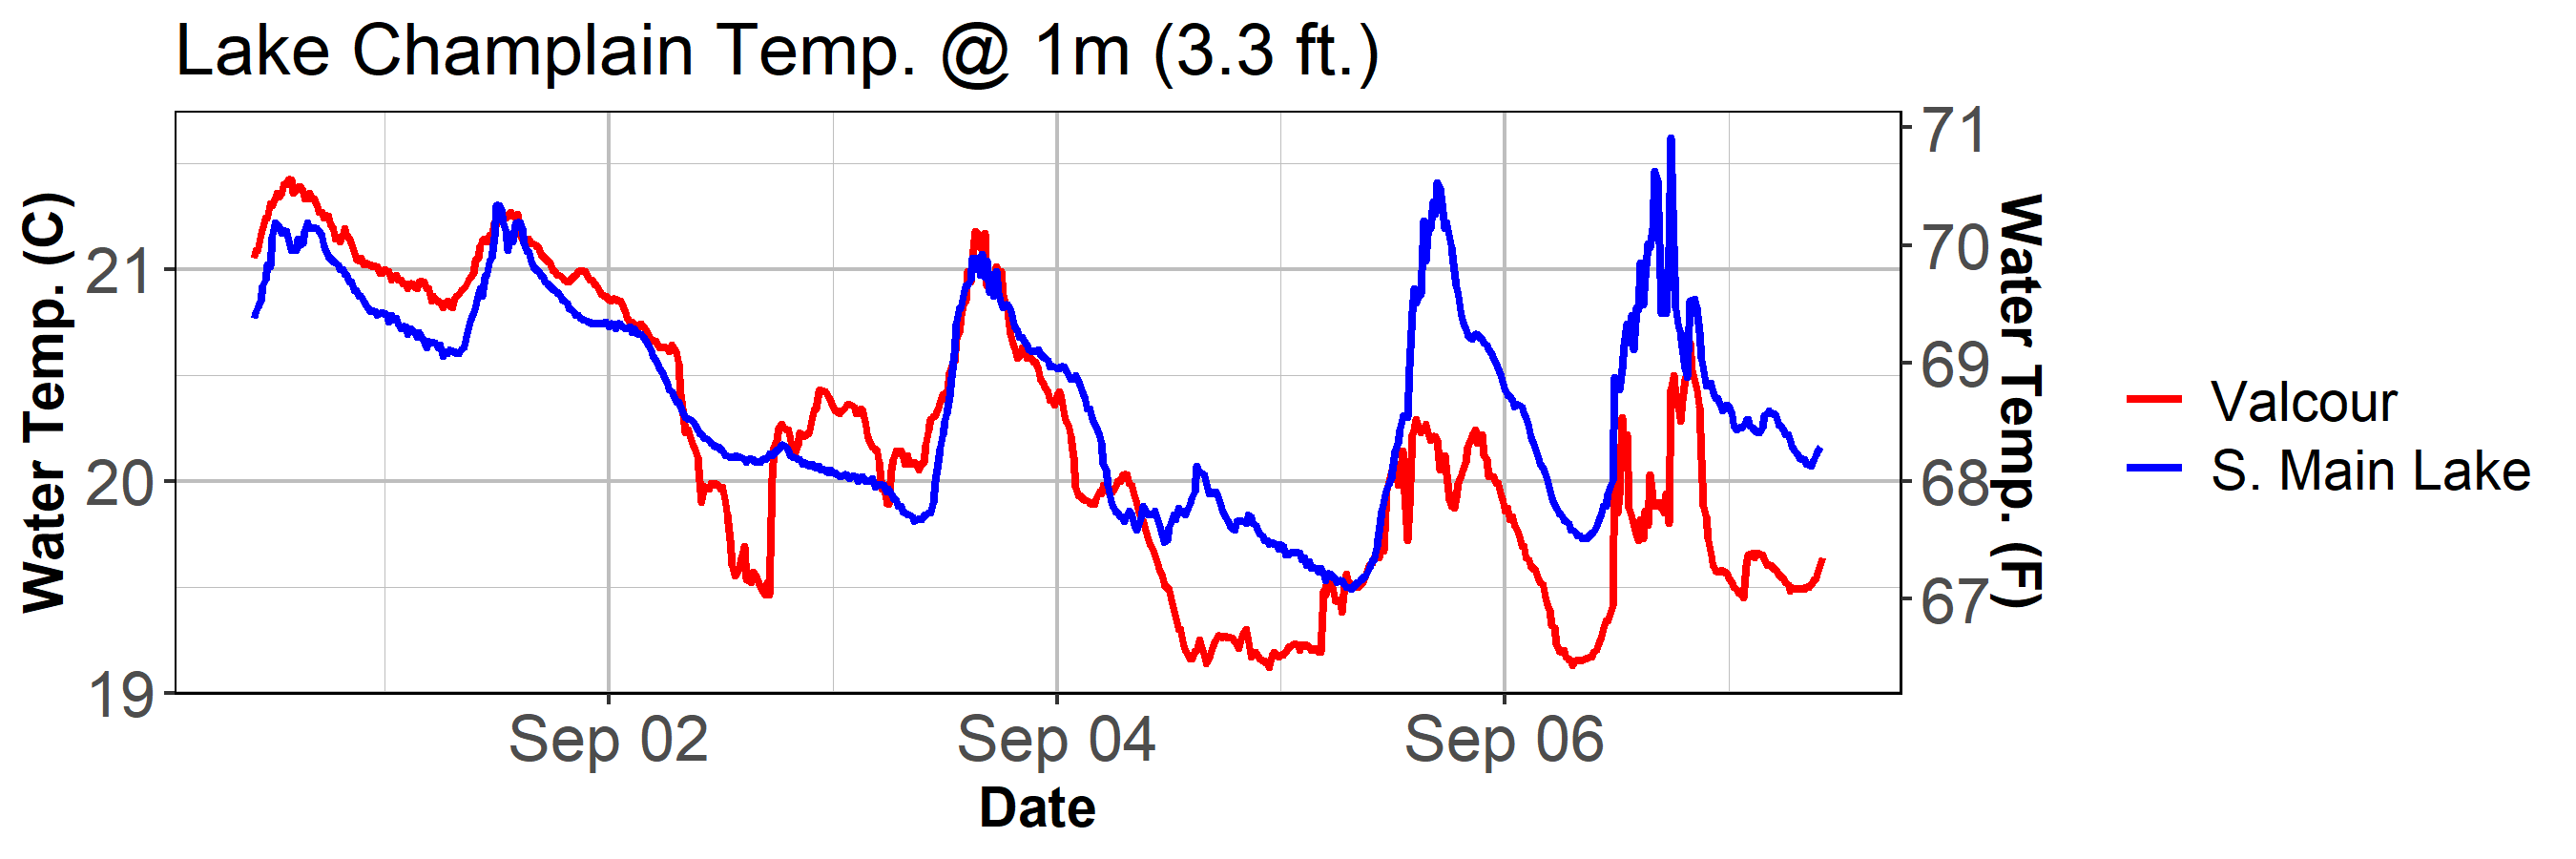 Lake Champlain Temp. @ 1m (3.3 ft.)
Water Temp. (C)
21
20
19
71
70
69
68
67
Water Temp. (F)
Sep 02
Sep 04
Sep 06
Date
Valcour
S. Main Lake